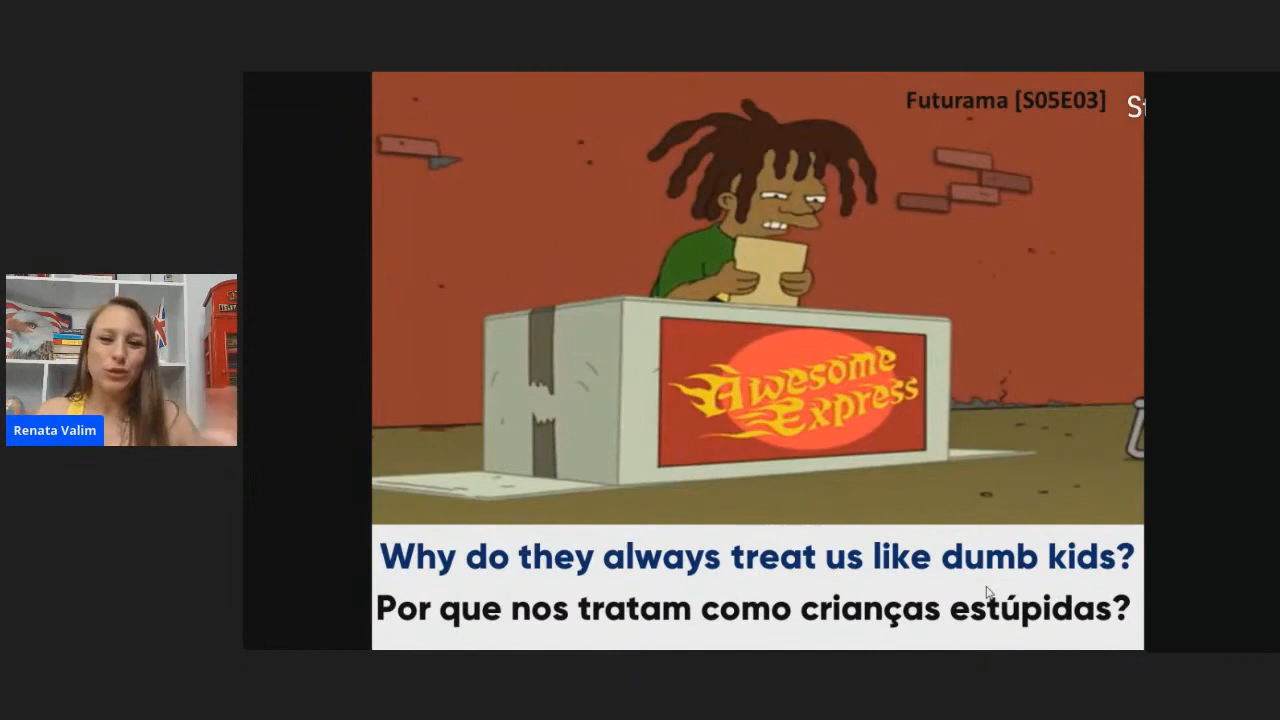 Futurama [S05E03]
St
Awesome
Express
Renata Valim
Why do they always treat us like dumb kids?
Por que nos tratam como crianças estúpidas?